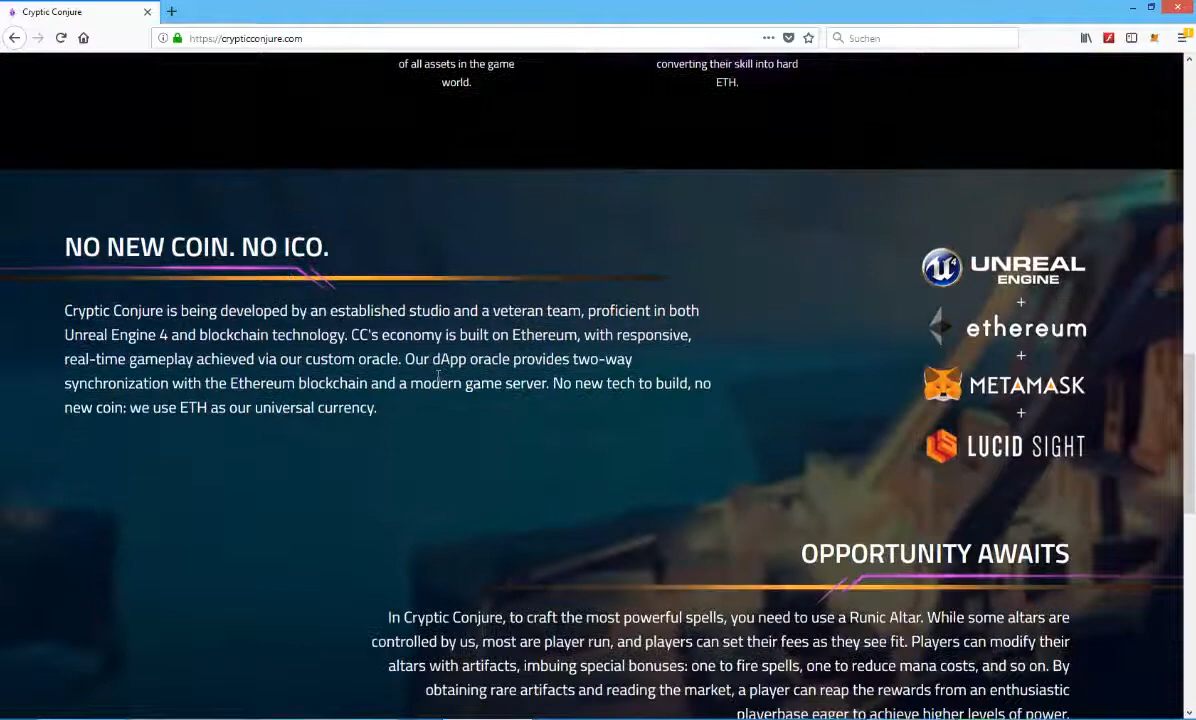 Cryptic Conjure
https://crypticconjure.com
Suchen
of all assets in the game
world.
converting their skill into hard
ETH.
NO NEW COIN. NO ICO.
Cryptic Conjure is being developed by an established studio and a veteran team, proficient in both
Unreal Engine 4 and blockchain technology. CC's economy is built on Ethereum, with responsive,
real-time gameplay achieved via our custom oracle. Our dApp oracle provides two-way
synchronization with the Ethereum blockchain and a modern game server. No new tech to build, no
new coin: we use ETH as our universal currency.
UNREAL
ENGINE
+
ethereum
+
METAMASK
+
LUCID SIGHT
OPPORTUNITY AWAITS
In Cryptic Conjure, to craft the most powerful spells, you need to use a Runic Altar. While some altars are
controlled by us, most are player run, and players can set their fees as they see fit. Players can modify their
altars with artifacts, imbuing special bonuses: one to fire spells, one to reduce mana costs, and so on. By
obtaining rare artifacts and reading the market, a player can reap the rewards from an enthusiastic
playerbase eager to achieve higher levels of power.